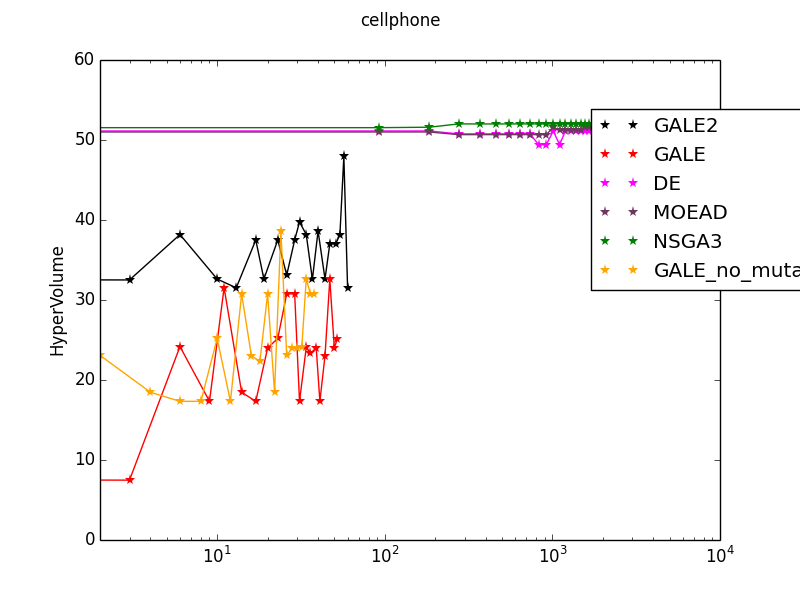 cellphone
HyperVolume
60
50
40
30
20
10
0
10^1
10^2
10^3
10^4
GALE2
GALE
DE
MOEAD
NSGA3
GALE_no_muta